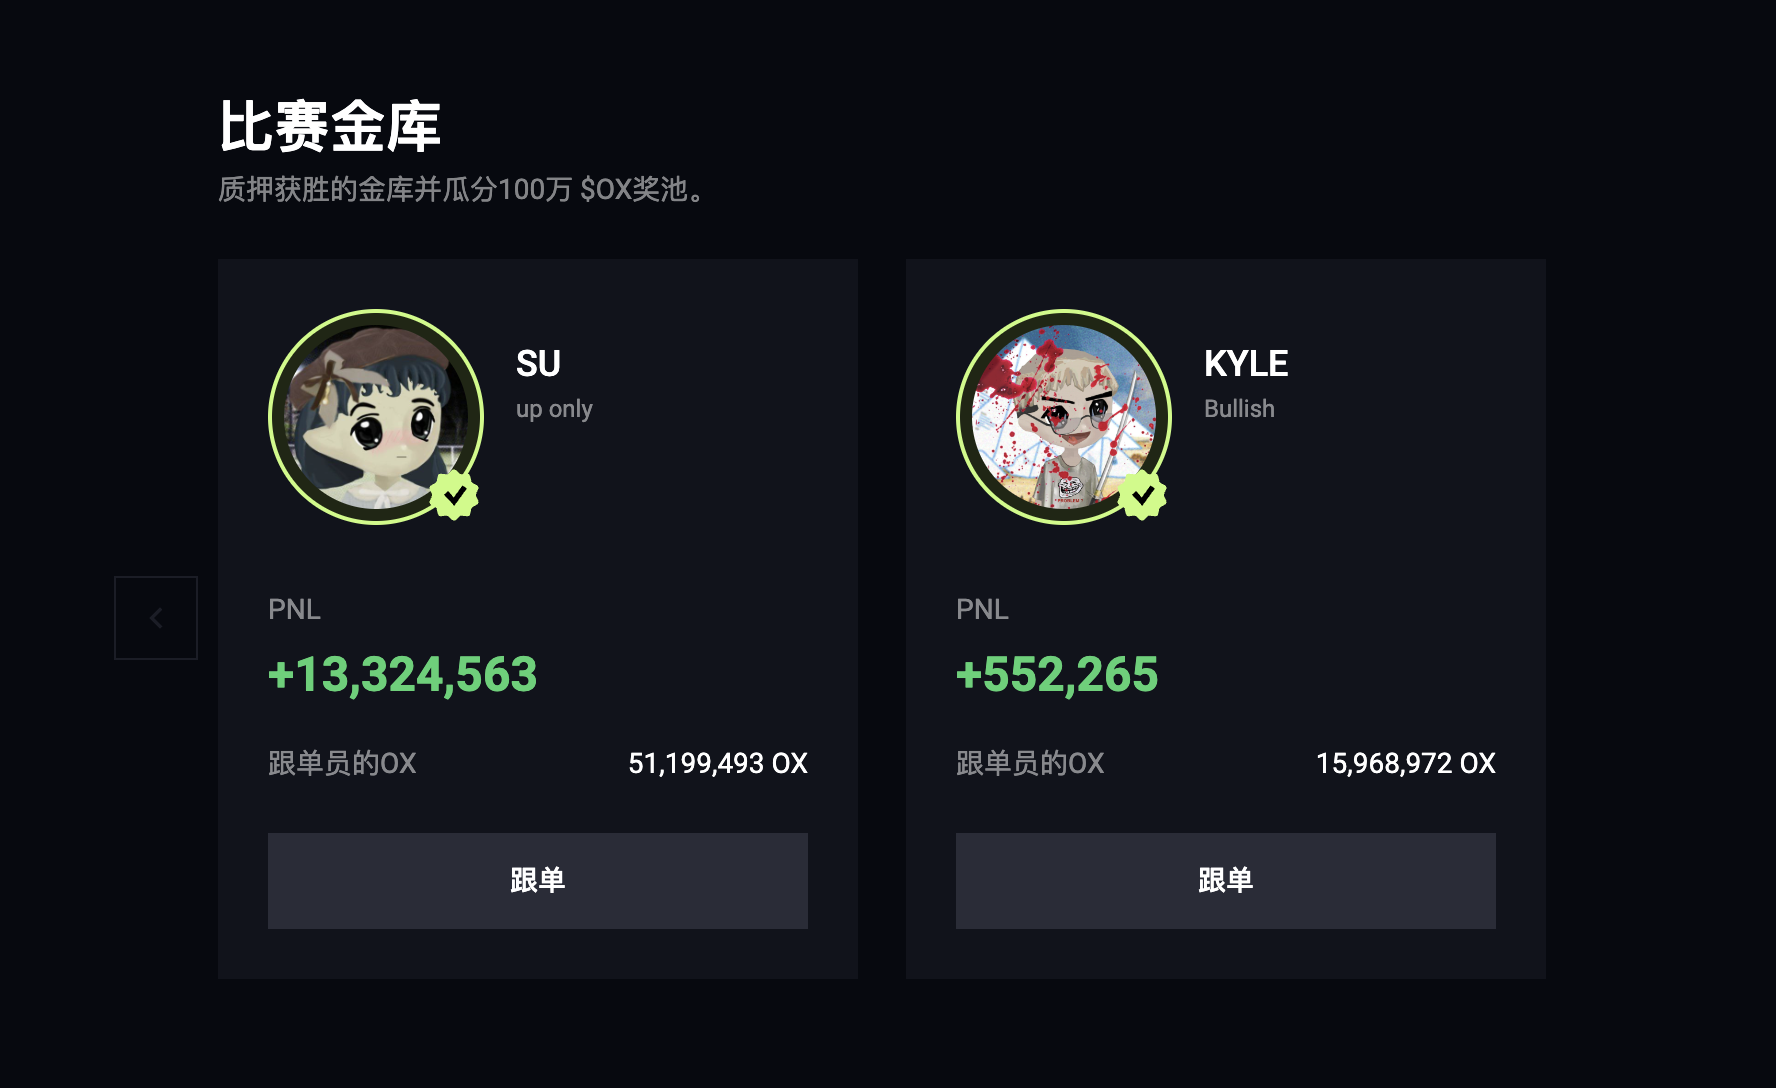 比赛金库
质押获胜的金库并瓜分100万 $OX奖池。
SU
up only
PNL
+13,324,563
跟单员的OX 51,199,493 OX
跟单
KYLE
Bullish
PROBLEM
PNL
+552,265
跟单员的OX 15,968,972 OX
跟单